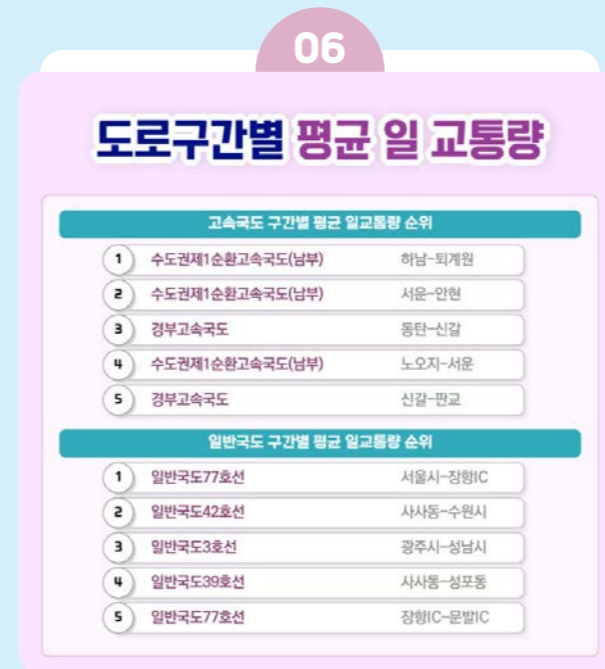 06
도로구간별 평균 일 교통량
고속국도 구간별 평균 일교통량 순위
1 수도권제1순환고속국도(남부) 하남-퇴계원
2 수도권제1순환고속국도(남부) 서운-안현
3 경부고속국도 동탄-신갈
4 수도권제1순환고속국도(남부) 노오지-서운
5 경부고속국도 신갈-판교
일반국도 구간별 평균 일교통량 순위
1 일반국도77호선 서울시-장항IC
2 일반국도42호선 사사동-수원시
3 일반국도3호선 광주시-성남시
4 일반국도39호선 사사동-성포동
5 일반국도77호선 장항IC-문발IC